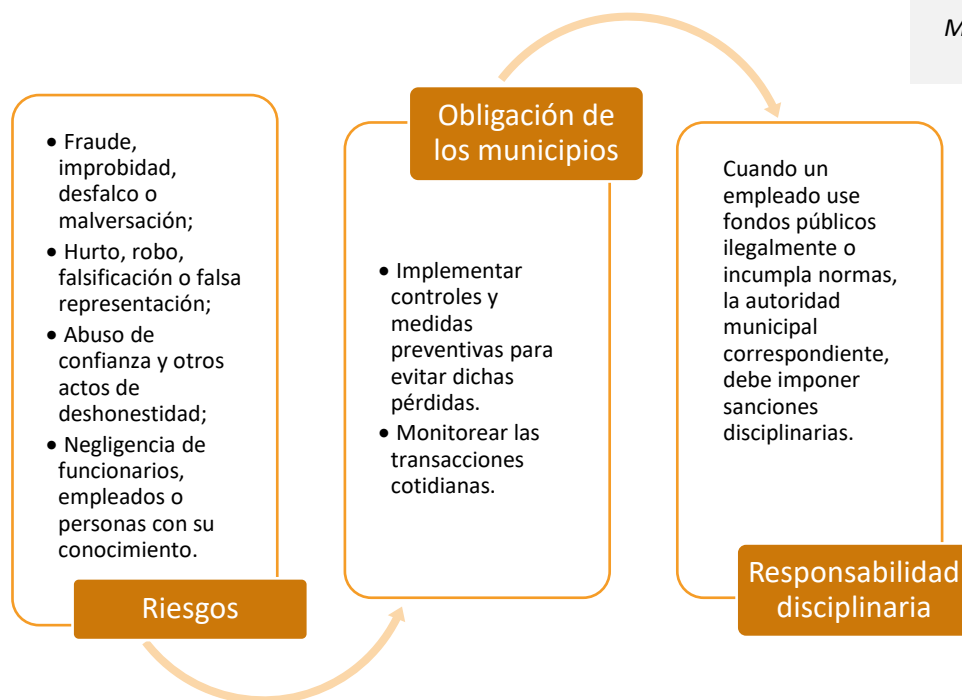 M
• Fraude,
improbidad,
desfalco o
malversación;
• Hurto, robo,
falsificación o falsa
representación;
• Abuso de
confianza y otros
actos de
deshonestidad;
• Negligencia de
funcionarios,
empleados o
personas con su
conocimiento.
Riesgos
Obligación de
los municipios
• Implementar
controles y
medidas
preventivas para
evitar dichas
pérdidas.
• Monitorear las
transacciones
cotidianas.
Cuando un
empleado use
fondos públicos
ilegalmente o
incumpla normas,
la autoridad
municipal
correspondiente,
debe imponer
sanciones
disciplinarias.
Responsabilidad
disciplinaria